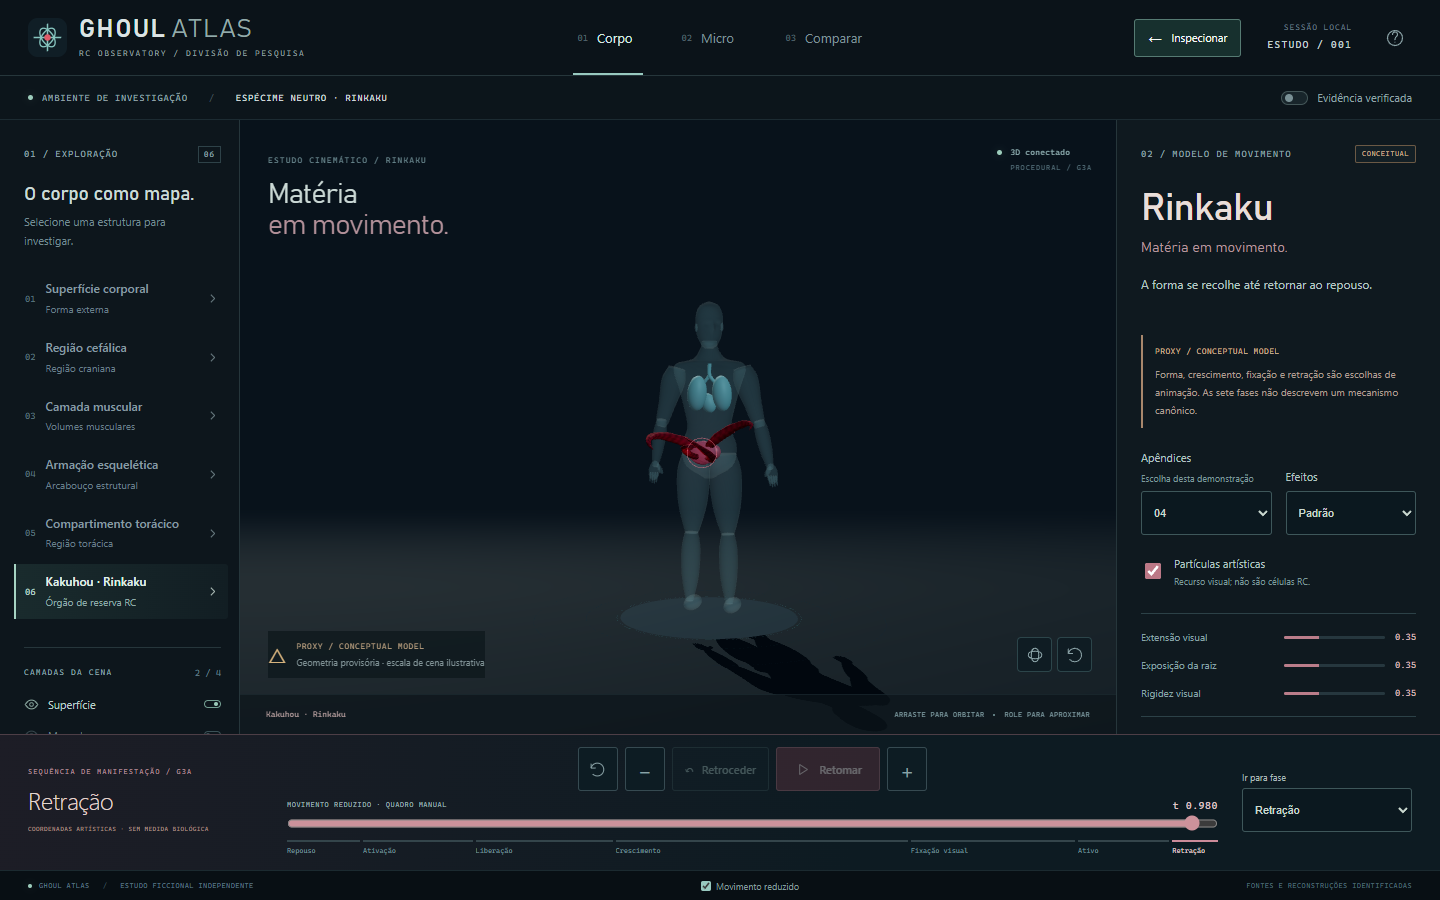 GHOUL ATLAS
RC OBSERVATORY / DIVISÃO DE PESQUISA
01 Corpo
02 Micro
03 Comparar
← Inspecionar
SESSÃO LOCAL
ESTUDO / 001
?
AMBIENTE DE INVESTIGAÇÃO / ESPÉCIME NEUTRO · RINKAKU
Evidência verificada
01 / EXPLORAÇÃO
06
O corpo como mapa.
Selecione uma estrutura para
investigar.
01
Superfície corporal
Forma externa
02
Região cefálica
Região craniana
03
Camada muscular
Volumes musculares
04
Armação esquelética
Arcabouço estrutural
05
Compartimento torácico
Região torácica
06
Kakuhou · Rinkaku
Órgão de reserva RC
CAMADAS DA CENA
2 / 4
Superfície
ESTUDO CINEMÁTICO / RINKAKU
Matéria
em movimento.
3D conectado
PROCEDURAL / G3A
PROXY / CONCEPTUAL MODEL
Geometria provisória · escala de cena ilustrativa
Kakuhou · Rinkaku
ARRASTE PARA ORBITAR • ROLE PARA APROXIMAR
02 / MODELO DE MOVIMENTO
CONCEITUAL
Rinkaku
Matéria em movimento.
A forma se recolhe até retornar ao repouso.
PROXY / CONCEPTUAL MODEL
Forma, crescimento, fixação e retração são escolhas de
animação. As sete fases não descrevem um mecanismo
canônico.
Apêndices
Escolha desta demonstração
04
Efeitos
Padrão
Partículas artísticas
Recurso visual; não são células RC.
Extensão visual 0.35
Exposição da raiz 0.35
Rigidez visual 0.35
SEQUÊNCIA DE MANIFESTAÇÃO / G3A
Retração
COORDENADAS ARTÍSTICAS · SEM MEDIDA BIOLÓGICA
−
Retroceder
Retomar
+
MOVIMENTO REDUZIDO · QUADRO MANUAL
t 0.980
Repouso
Ativação
Liberação
Crescimento
Fixação visual
Ativo
Retração
Ir para fase
Retração
GHOUL ATLAS / ESTUDO FICCIONAL INDEPENDENTE
Movimento reduzido
FONTES E RECONSTRUÇÕES IDENTIFICADAS